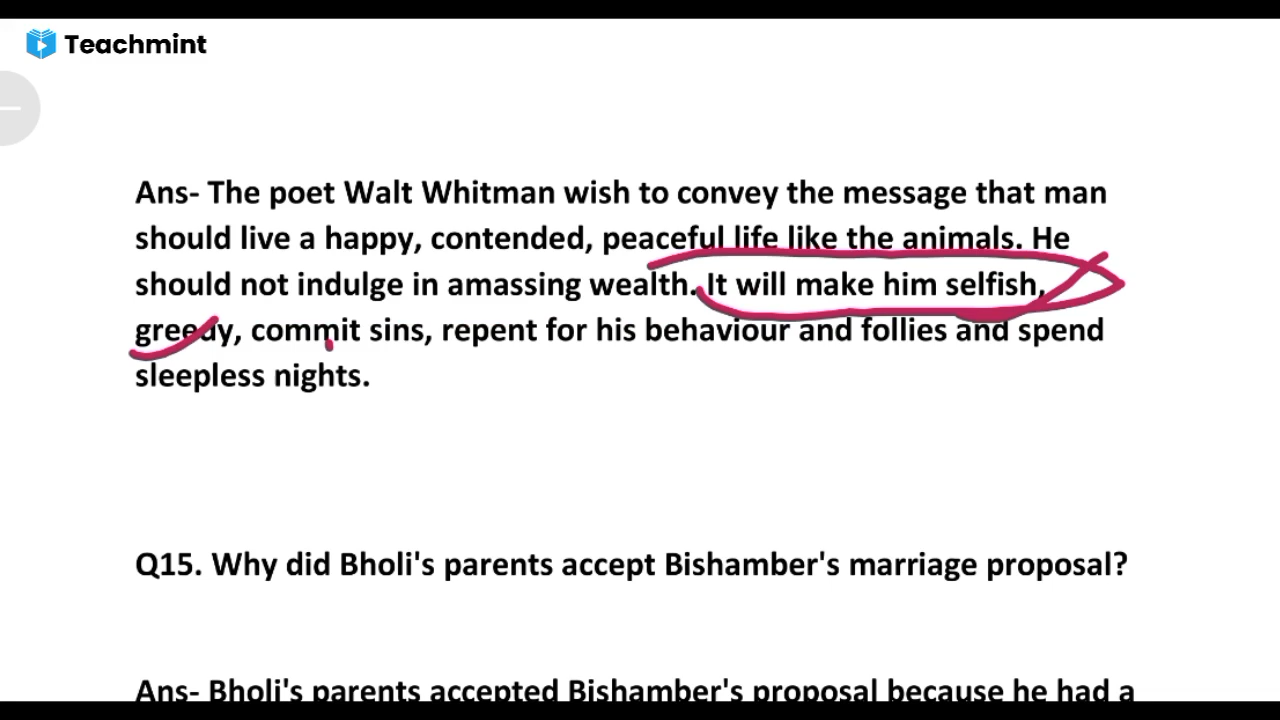 Teachmint
Ans- The poet Walt Whitman wish to convey the message that man
should live a happy, contended, peaceful life like the animals. He
should not indulge in amassing wealth. It will make him selfish,
greedy, commit sins, repent for his behaviour and follies and spend
sleepless nights.
Q15. Why did Bholi's parents accept Bishamber's marriage proposal?
Ans- Bholi's parents accepted Bishamber's proposal because he had a